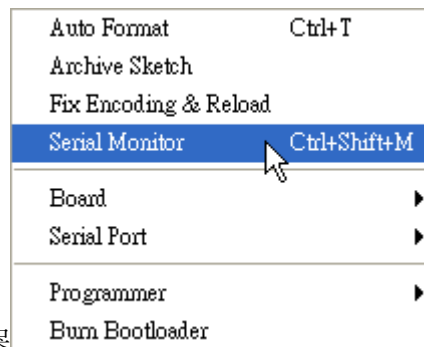 Auto Format Ctrl+T
Archive Sketch
Fix Encoding & Reload
Serial Monitor Ctrl+Shift+M
Board
Serial Port
Programmer
Burn Bootloader